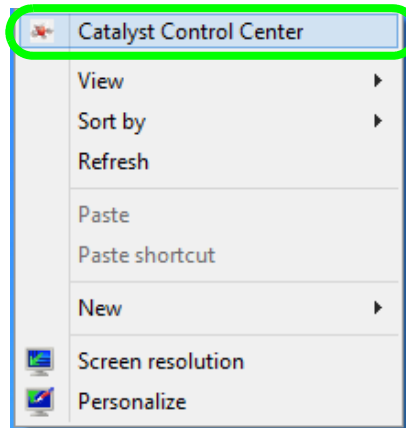 Catalyst Control Center
View
Sort by
Refresh
Paste
Paste shortcut
New
Screen resolution
Personalize